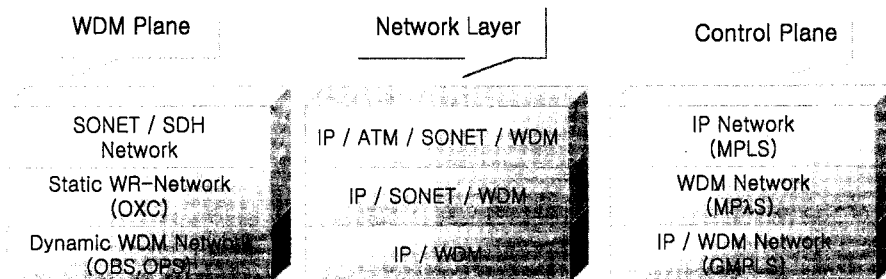 WDM Plane
SONET / SDH
Network
Static WR-Network
(OXC)
Dynamic WDM Network
(OBS,OPS)
Network Layer
IP / ATM / SONET / WDM
IP / SONET / WDM
IP / WDM
Control Plane
IP Network
(MPLS)
WDM Network
(MPλS)
IP / WDM Network
(GMPLS)